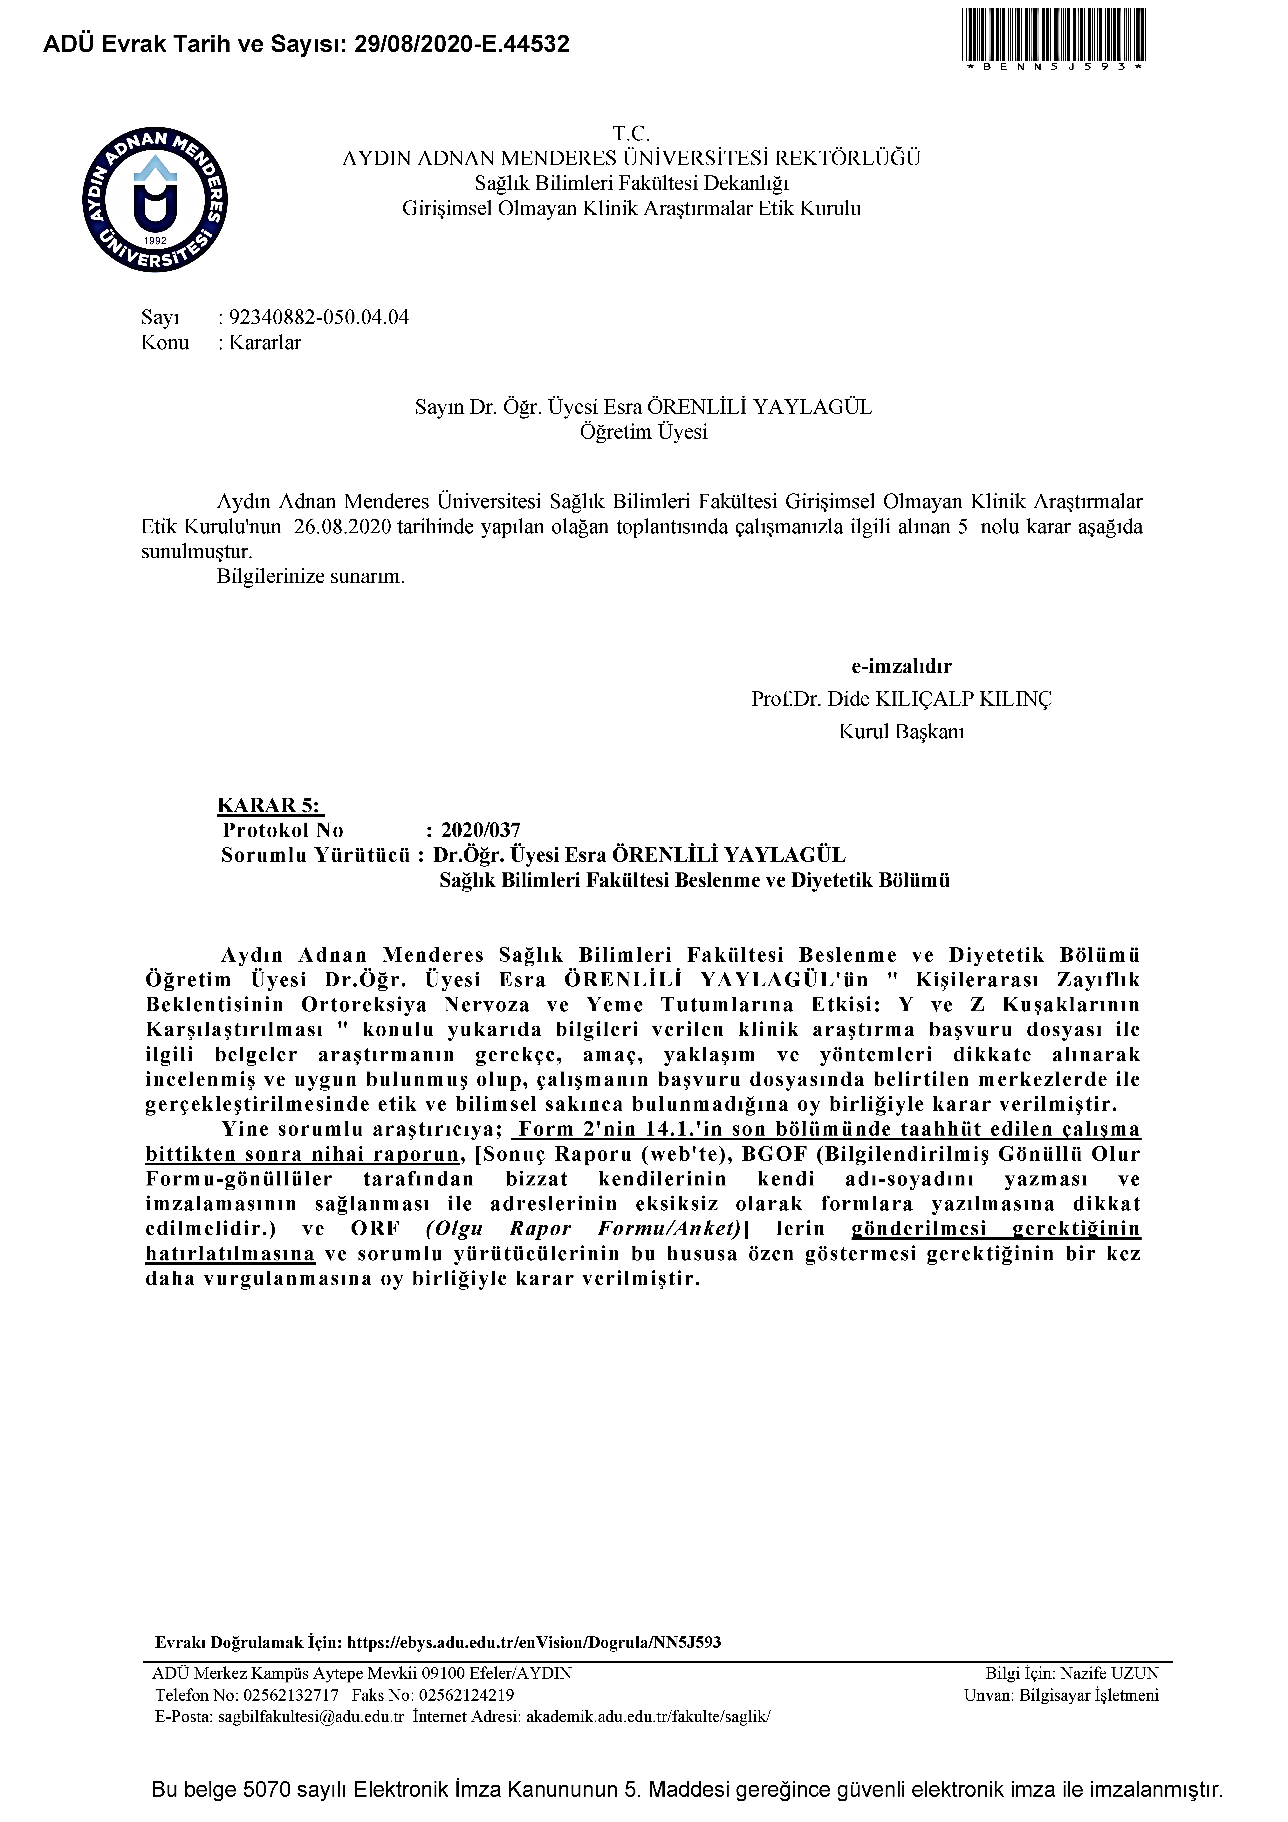 ADÜ Evrak Tarih ve Sayısı: 29/08/2020-E.44532
*BENN5J593*
T.C.
AYDIN ADNAN MENDERES ÜNİVERSİTESİ REKTÖRLÜĞÜ
Sağlık Bilimleri Fakültesi Dekanlığı
Girişimsel Olmayan Klinik Araştırmalar Etik Kurulu
AYDIN ADNAN MENDERES
1992
ÜNİVERSİTESİ
Sayı : 92340882-050.04.04
Konu : Kararlar
Sayın Dr. Öğr. Üyesi Esra ÖRENLİLİ YAYLAGÜL
Öğretim Üyesi
Aydın Adnan Menderes Üniversitesi Sağlık Bilimleri Fakültesi Girişimsel Olmayan Klinik Araştırmalar
Etik Kurulu'nun 26.08.2020 tarihinde yapılan olağan toplantısında çalışmanızla ilgili alınan 5 nolu karar aşağıda
sunulmuştur.
Bilgilerinize sunarım.
e-imzalıdır
Prof.Dr. Dide KILIÇALP KILINÇ
Kurul Başkanı
KARAR 5:
Protokol No : 2020/037
Sorumlu Yürütücü : Dr.Öğr. Üyesi Esra ÖRENLİLİ YAYLAGÜL
Sağlık Bilimleri Fakültesi Beslenme ve Diyetetik Bölümü
Aydın Adnan Menderes Sağlık Bilimleri Fakültesi Beslenme ve Diyetetik Bölümü
Öğretim Üyesi Dr.Öğr. Üyesi Esra ÖRENLİLİ YAYLAGÜL'ün " Kişilerarası Zayıflık
Beklentisinin Ortoreksiya Nervoza ve Yeme Tutumlarına Etkisi: Y ve Z Kuşaklarının
Karşılaştırılması " konulu yukarıda bilgileri verilen klinik araştırma başvuru dosyası ile
ilgili belgeler araştırmanın gerekçe, amaç, yaklaşım ve yöntemleri dikkate alınarak
incelenmiş ve uygun bulunmuş olup, çalışmanın başvuru dosyasında belirtilen merkezlerde ile
gerçekleştirilmesinde etik ve bilimsel sakınca bulunmadığına oy birliğiyle karar verilmiştir.
Yine sorumlu araştırıcıya; Form 2'nin 14.1.'in son bölümünde taahhüt edilen çalışma
bittikten sonra nihai raporun, [Sonuç Raporu (web'te), BGOF (Bilgilendirilmiş Gönüllü Olur
Formu-gönüllüler tarafından bizzat kendilerinin kendi adı-soyadını yazması ve
imzalamasının sağlanması ile adreslerinin eksiksiz olarak formlara yazılmasına dikkat
edilmelidir.) ve ORF (Olgu Rapor Formu/Anket)] lerin gönderilmesi gerektiğinin
hatırlatılmasına ve sorumlu yürütücülerinin bu hususa özen göstermesi gerektiğinin bir kez
daha vurgulanmasına oy birliğiyle karar verilmiştir.
Evrakı Doğrulamak İçin: https://ebys.adu.edu.tr/enVision/Dogrula/NN5J593
ADÜ Merkez Kampüs Aytepe Mevkii 09100 Efeler/AYDIN Bilgi İçin: Nazife UZUN
Telefon No: 02562132717 Faks No: 02562124219 Unvan: Bilgisayar İşletmeni
E-Posta: sagbilfakultesi@adu.edu.tr İnternet Adresi: akademik.adu.edu.tr/fakulte/saglik/
Bu belge 5070 sayılı Elektronik İmza Kanununun 5. Maddesi gereğince güvenli elektronik imza ile imzalanmıştır.